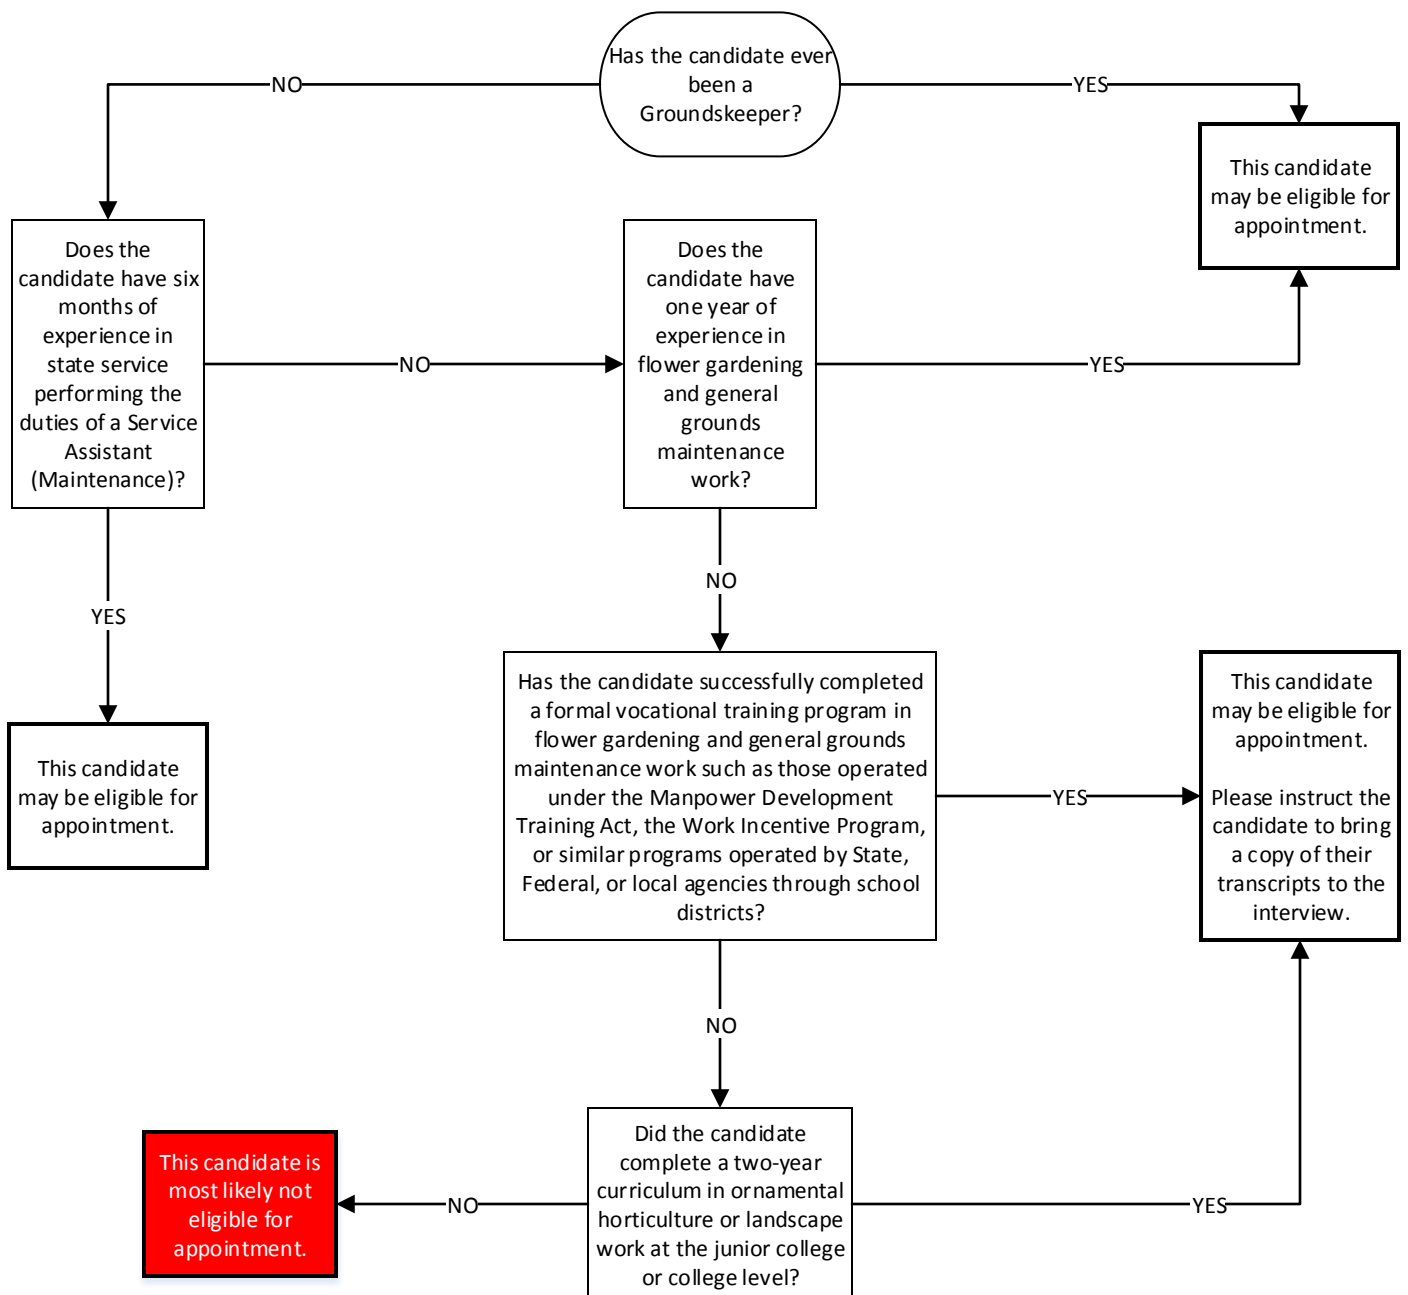 Has the candidate ever
been a
Groundskeeper?
NO
YES
This candidate
may be eligible for
appointment.
Does the
candidate have six
months of
experience in
state service
performing the
duties of a Service
Assistant
(Maintenance)?
NO
Does the
candidate have
one year of
experience in
flower gardening
and general
grounds
maintenance
work?
YES
YES
This candidate
may be eligible for
appointment.
NO
Has the candidate successfully completed
a formal vocational training program in
flower gardening and general grounds
maintenance work such as those operated
under the Manpower Development
Training Act, the Work Incentive Program,
or similar programs operated by State,
Federal, or local agencies through school
districts?
YES
This candidate
may be eligible for
appointment.
Please instruct the
candidate to bring
a copy of their
transcripts to the
interview.
NO
Did the candidate
complete a two-year
curriculum in ornamental
horticulture or landscape
work at the junior college
or college level?
YES
NO
This candidate is
most likely not
eligible for
appointment.